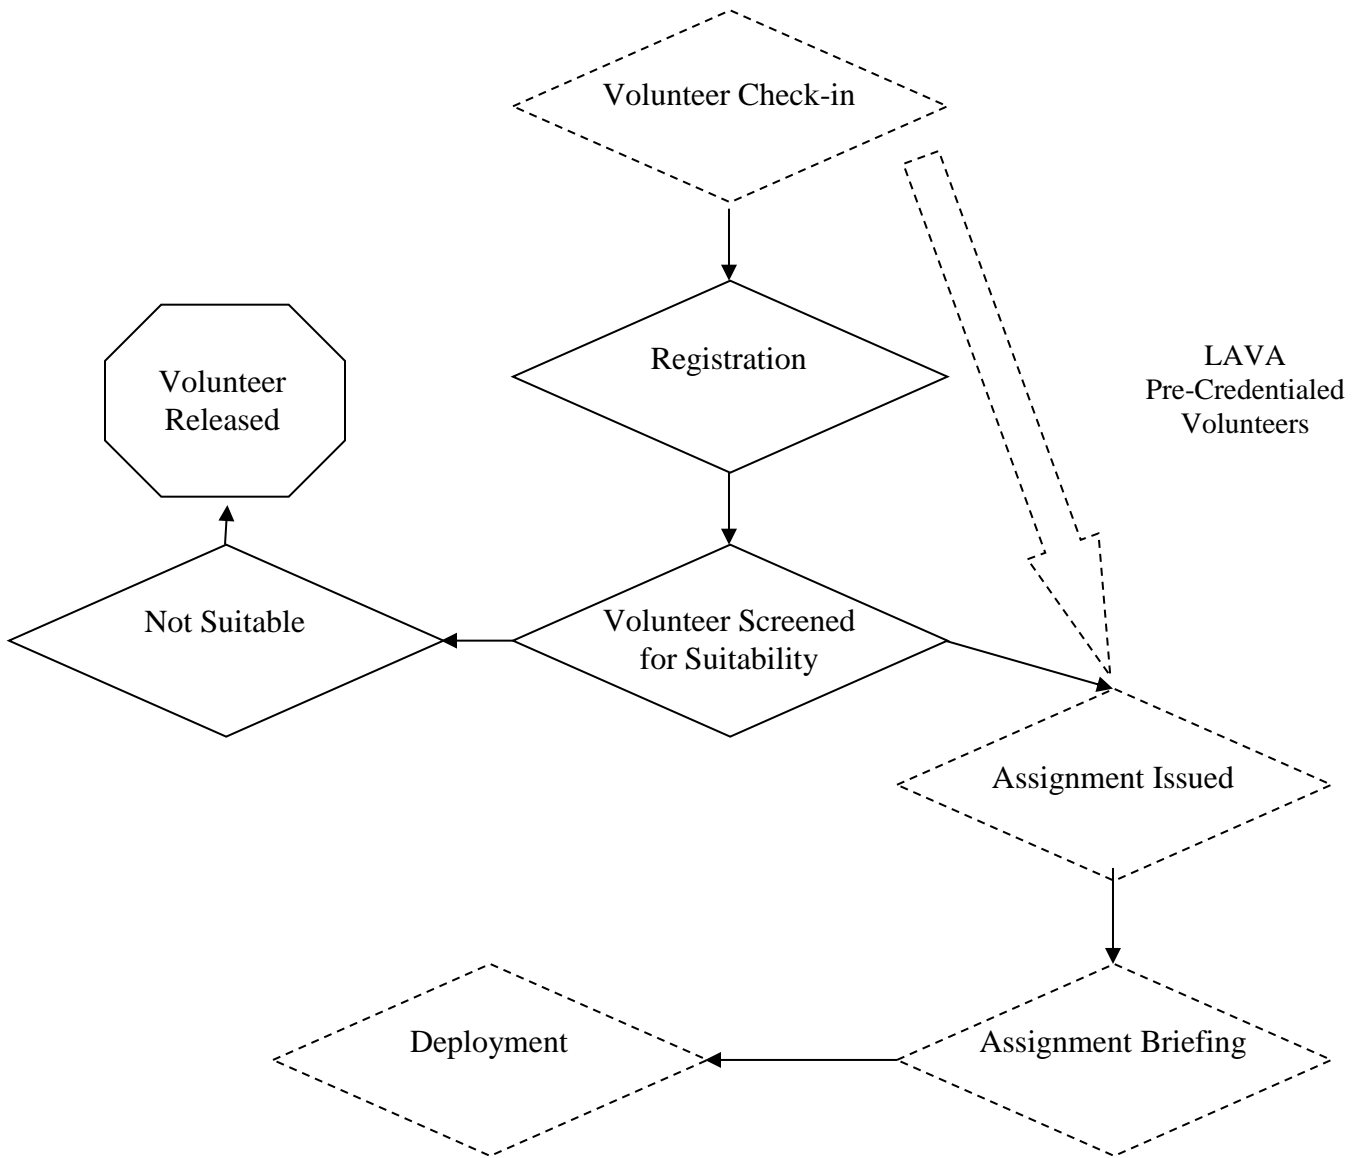 Volunteer Check-in
Registration
LAVA
Pre-Credentialed
Volunteers
Volunteer
Released
Not Suitable
Volunteer Screened
for Suitability
Assignment Issued
Deployment
Assignment Briefing